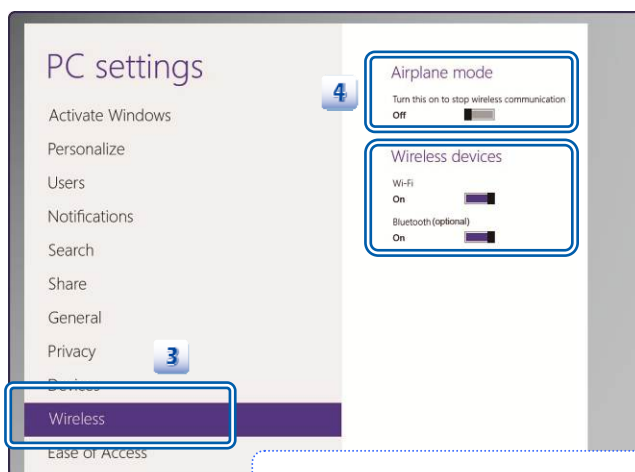 PC settings
Activate Windows
Personalize
Users
Notifications
Search
Share
General
Privacy
3
Devices
Wireless
Ease of Access
4
Airplane mode
Turn this on to stop wireless communication
Off
Wireless devices
Wi-Fi
On
Bluetooth (optional)
On